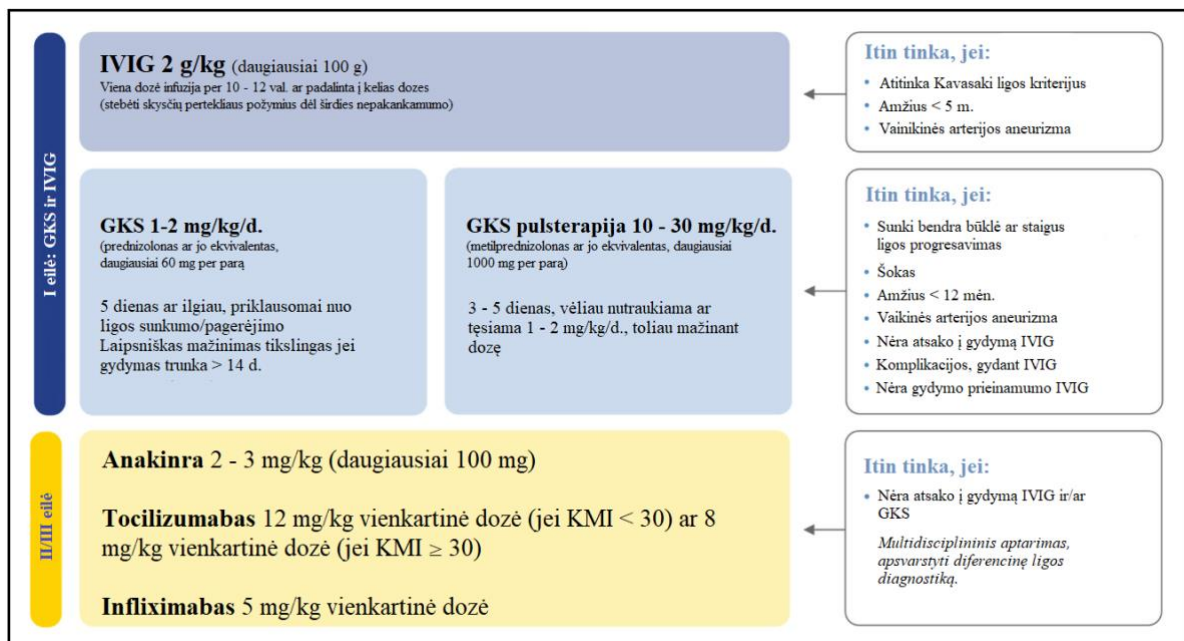 I eilė: GKS ir IVIG
IVIG 2 g/kg (daugiausiai 100 g)
Viena dozė infuzija per 10 - 12 val. ar padalinta į kelias dozes
(stebėti skysčių pertekliaus požymius dėl širdies nepakankamumo)
Itin tinka, jei:
• Atitinka Kavasaki ligos kriterijus
• Amžius < 5 m.
• Vainikinės arterijos aneurizma
GKS 1-2 mg/kg/d.
(prednizolonas ar jo ekvivalentas,
daugiausiai 60 mg per parą)
5 dienas ar ilgiau, priklausomai nuo
ligos sunkumo/pagerėjimo
Laipsniškas mažinimas tikslingas jei
gydymas trunka > 14 d.
GKS pulsterapija 10 - 30 mg/kg/d.
(metilprednizolonas ar jo ekvivalentas, daugiausiai
1000 mg per parą)
3 - 5 dienas, vėliau nutraukiama ar
tęsiama 1 - 2 mg/kg/d., toliau mažinant
dozę
Itin tinka, jei:
• Sunki bendra būklė ar staigus
ligos progresavimas
• Šokas
• Amžius < 12 mėn.
• Vaikinės arterijos aneurizma
• Nėra atsako į gydymą IVIG
• Komplikacijos, gydant IVIG
• Nėra gydymo prieinamumo IVIG
II/III eilė
Anakinra 2 - 3 mg/kg (daugiausiai 100 mg)
Tocilizumabas 12 mg/kg vienkartinė dozė (jei KMI < 30) ar 8
mg/kg vienkartinė dozė (jei KMI ≥ 30)
Infliximabas 5 mg/kg vienkartinė dozė
Itin tinka, jei:
• Nėra atsako į gydymą IVIG ir/ar
GKS
Multidisciplininis aptarimas,
apsvarstyti diferencinę ligos
diagnostiką.